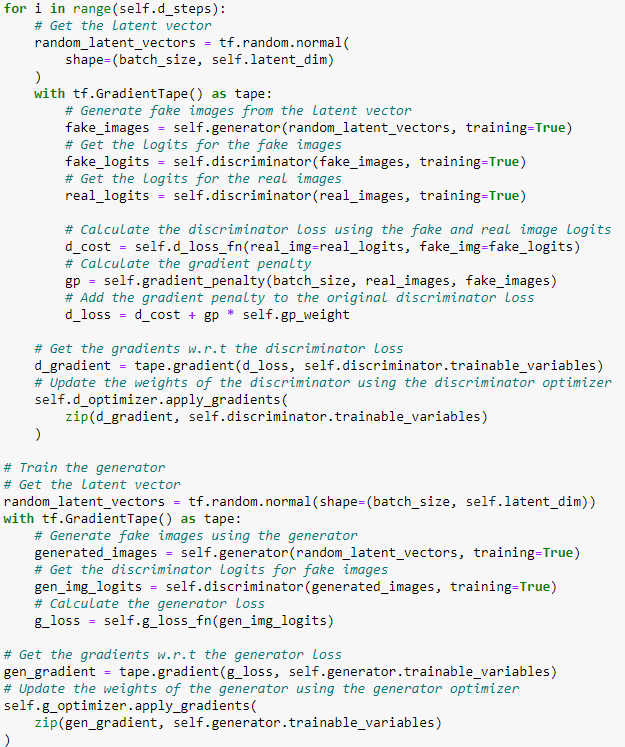 for i in range(self.d_steps):
    # Get the latent vector
    random_latent_vectors = tf.random.normal(
        shape=(batch_size, self.latent_dim)
    )
    with tf.GradientTape() as tape:
        # Generate fake images from the latent vector
        fake_images = self.generator(random_latent_vectors, training=True)
        # Get the logits for the fake images
        fake_logits = self.discriminator(fake_images, training=True)
        # Get the logits for the real images
        real_logits = self.discriminator(real_images, training=True)

        # Calculate the discriminator loss using the fake and real image logits
        d_cost = self.d_loss_fn(real_img=real_logits, fake_img=fake_logits)
        # Calculate the gradient penalty
        gp = self.gradient_penalty(batch_size, real_images, fake_images)
        # Add the gradient penalty to the original discriminator loss
        d_loss = d_cost + gp * self.gp_weight

    # Get the gradients w.r.t the discriminator loss
    d_gradient = tape.gradient(d_loss, self.discriminator.trainable_variables)
    # Update the weights of the discriminator using the discriminator optimizer
    self.d_optimizer.apply_gradients(
        zip(d_gradient, self.discriminator.trainable_variables)
    )

# Train the generator
# Get the latent vector
random_latent_vectors = tf.random.normal(shape=(batch_size, self.latent_dim))
with tf.GradientTape() as tape:
    # Generate fake images using the generator
    generated_images = self.generator(random_latent_vectors, training=True)
    # Get the discriminator logits for fake images
    gen_img_logits = self.discriminator(generated_images, training=True)
    # Calculate the generator loss
    g_loss = self.g_loss_fn(gen_img_logits)

# Get the gradients w.r.t the generator loss
gen_gradient = tape.gradient(g_loss, self.generator.trainable_variables)
# Update the weights of the generator using the generator optimizer
self.g_optimizer.apply_gradients(
    zip(gen_gradient, self.generator.trainable_variables)
)